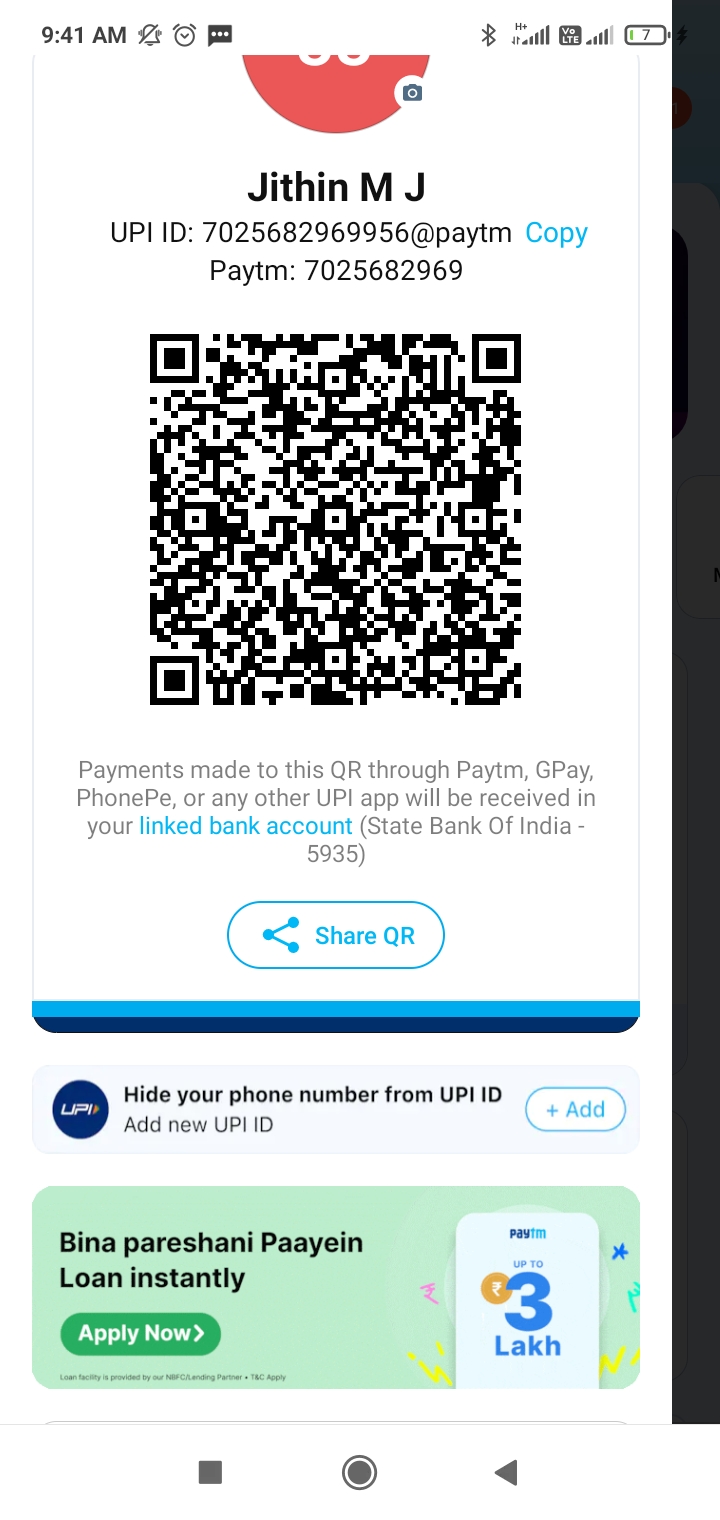 9:41 AM
H+
Vo
LTE
7
Jithin M J
UPI ID: 7025682969956@paytm Copy
Paytm: 7025682969
Payments made to this QR through Paytm, GPay,
PhonePe, or any other UPI app will be received in
your linked bank account (State Bank Of India -
5935)
Share QR
UPI
Hide your phone number from UPI ID
Add new UPI ID
+ Add
Bina pareshani Paayein
Loan instantly
Apply Now
Loan facility is provided by our NBFC/Lending Partner • T&C Apply
paytm
UP TO
₹
3
Lakh